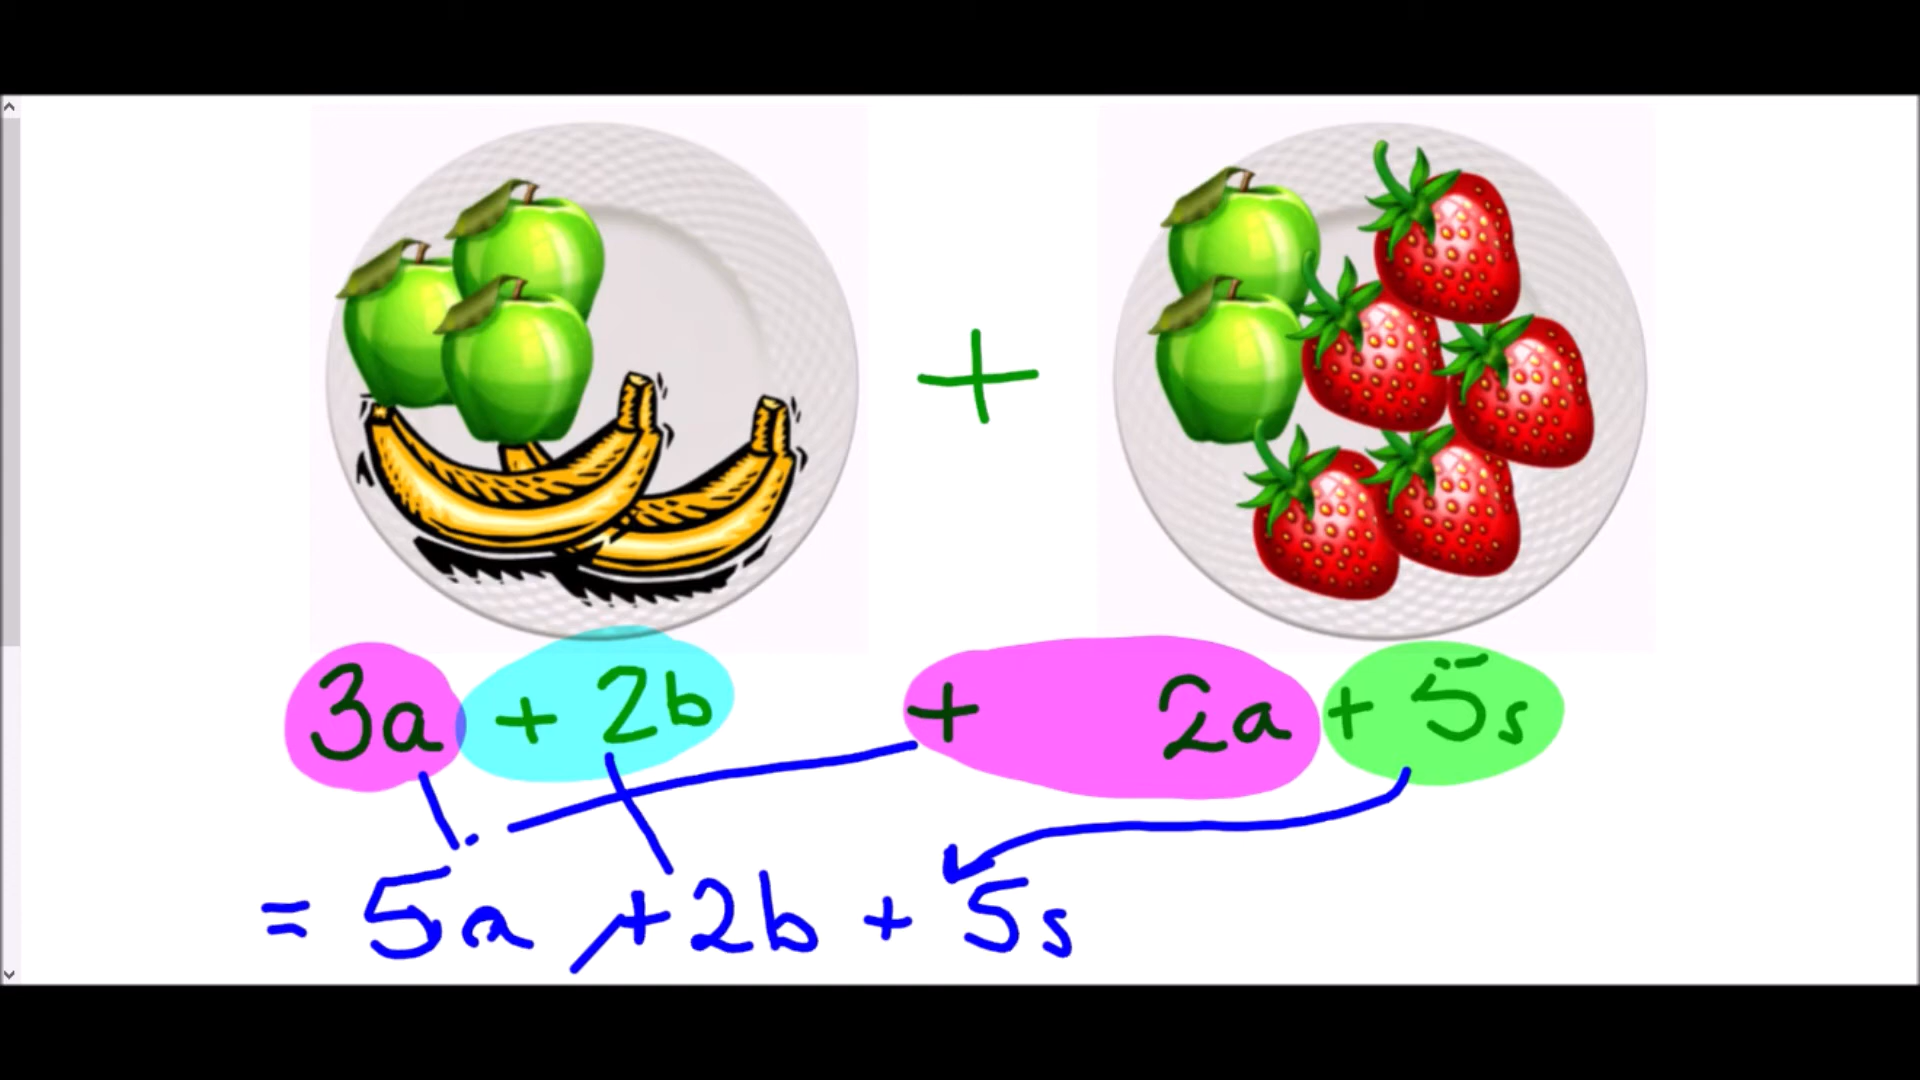 +
3a + 2b + 2a + 5s
= 5a + 2b + 5s